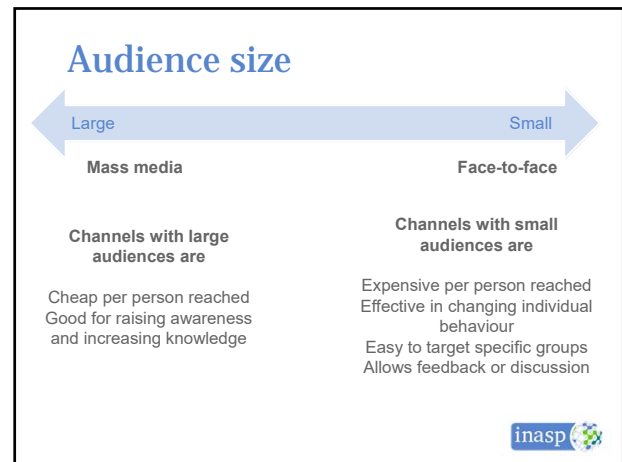 Audience size
Large
Small
Mass media
Face-to-face
Channels with large
audiences are
Cheap per person reached
Good for raising awareness
and increasing knowledge
Channels with small
audiences are
Expensive per person reached
Effective in changing individual
behaviour
Easy to target specific groups
Allows feedback or discussion
inasp